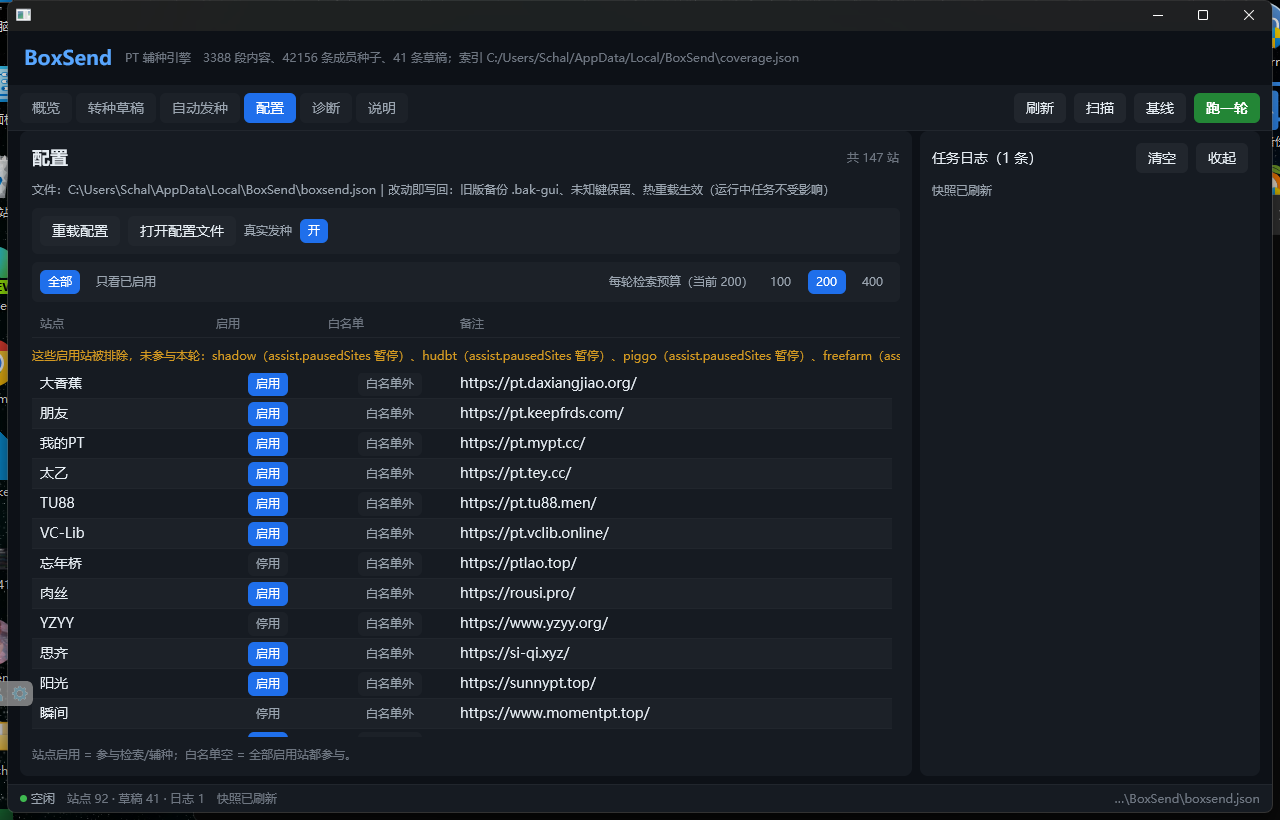 BoxSend PT 辅种引擎 3388 段内容、42156 条成员种子、41 条草稿；索引 C:/Users/Schal/AppData/Local/BoxSend\coverage.json
概览 转种草稿 自动发种 配置 诊断 说明 刷新 扫描 基线 跑一轮
配置 共 147 站
文件：C:\Users\Schal\AppData\Local\BoxSend\boxsend.json | 改动即写回：旧版备份 .bak-gui、未知键保留、热重载生效（运行中任务不受影响）
重载配置 打开配置文件 真实发种 开
全部 只看已启用 每轮检索预算（当前 200） 100 200 400
站点 启用 白名单 备注
这些启用站被排除，未参与本轮：shadow（assist.pausedSites 暂停）、hudbt（assist.pausedSites 暂停）、piggo（assist.pausedSites 暂停）、freefarm（ass
大香蕉 启用 白名单外 https://pt.daxiangjiao.org/
朋友 启用 白名单外 https://pt.keepfrds.com/
我的PT 启用 白名单外 https://pt.mypt.cc/
太乙 启用 白名单外 https://pt.tey.cc/
TU88 启用 白名单外 https://pt.tu88.men/
VC-Lib 启用 白名单外 https://pt.vclib.online/
忘年桥 停用 白名单外 https://ptlao.top/
肉丝 启用 白名单外 https://rousi.pro/
YZYY 停用 白名单外 https://www.yzyy.org/
思齐 启用 白名单外 https://si-qi.xyz/
阳光 启用 白名单外 https://sunnypt.top/
瞬间 停用 白名单外 https://www.momentpt.top/
站点启用 = 参与检索/辅种；白名单空 = 全部启用站都参与。
任务日志（1 条） 清空 收起
快照已刷新
空闲 站点 92 · 草稿 41 · 日志 1 快照已刷新 ...\BoxSend\boxsend.json